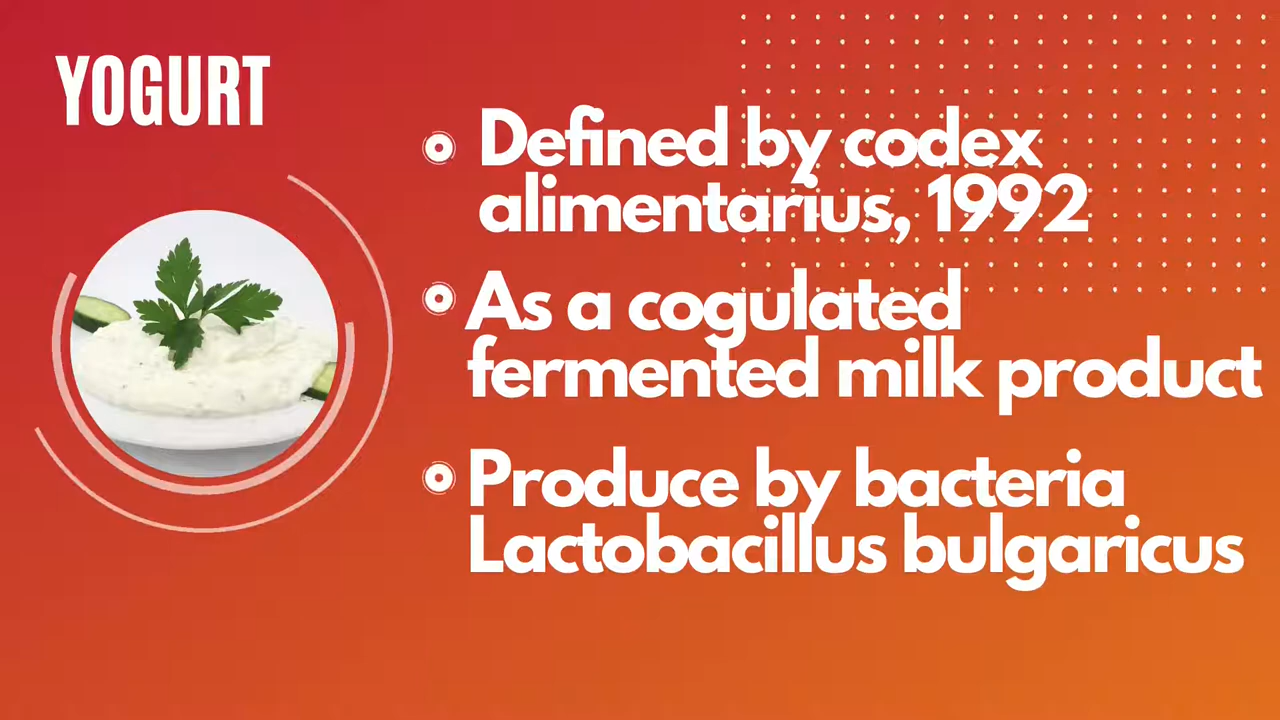 YOGURT
Defined by codex
alimentarius, 1992
As a cogulated
fermented milk product
Produce by bacteria
Lactobacillus bulgaricus